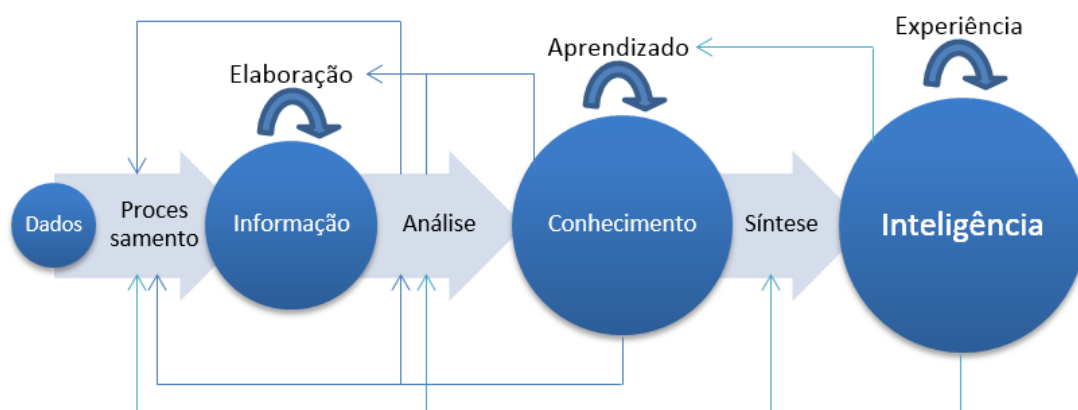 Experiência
Aprendizado
Elaboração
Dados
Proces
samento
Informação
Análise
Conhecimento
Síntese
Inteligência